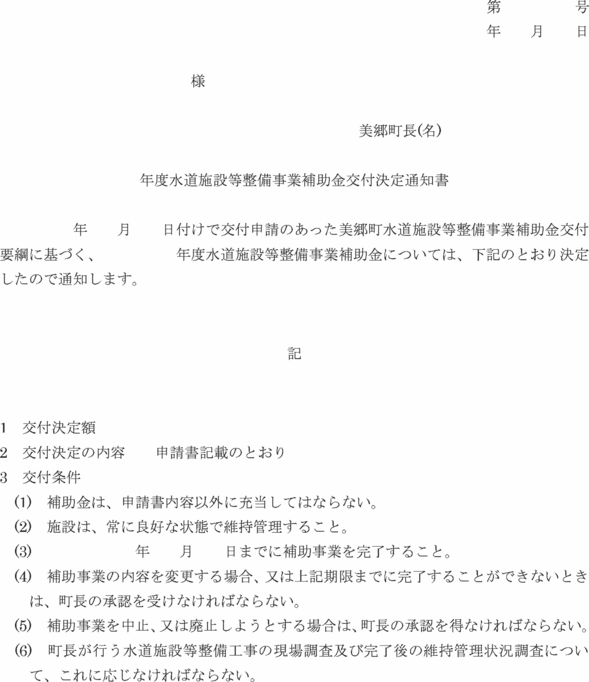 第　　　　　号
年　　月　　日
様
美郷町長(名)
年度水道施設等整備事業補助金交付決定通知書
年　　月　　日付けで交付申請のあった美郷町水道施設等整備事業補助金交付
要綱に基づく、　　　　　年度水道施設等整備事業補助金については、下記のとおり決定
したので通知します。
記
1　交付決定額
2　交付決定の内容　　申請書記載のとおり
3　交付条件
(1)　補助金は、申請書内容以外に充当してはならない。
(2)　施設は、常に良好な状態で維持管理すること。
(3)　　　　　　　年　　月　　日までに補助事業を完了すること。
(4)　補助事業の内容を変更する場合、又は上記期限までに完了することができないとき
は、町長の承認を受けなければならない。
(5)　補助事業を中止、又は廃止しようとする場合は、町長の承認を得なければならない。
(6)　町長が行う水道施設等整備工事の現場調査及び完了後の維持管理状況調査につい
て、これに応じなければならない。